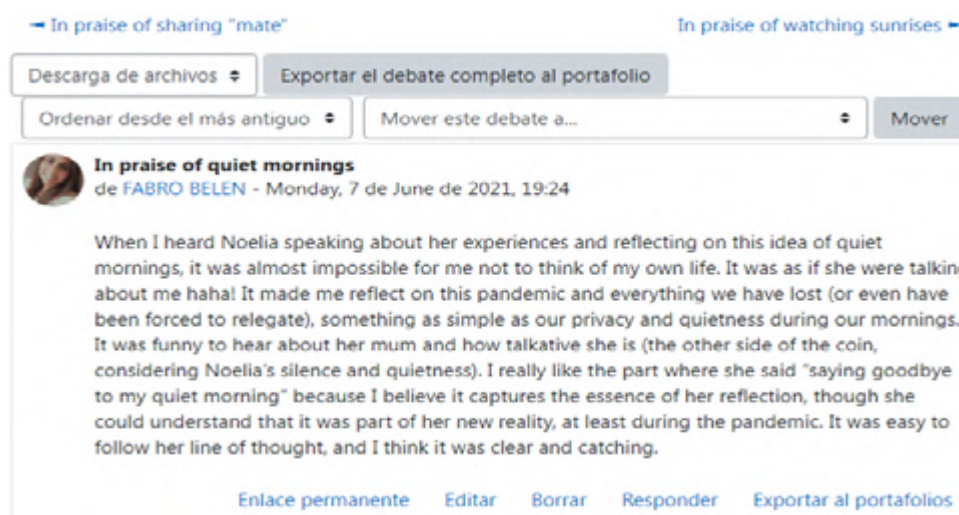 In praise of sharing "mate" In praise of watching sunrises
Descarga de archivos Exportar el debate completo al portafolio
Ordenar desde el más antiguo Mover este debate a... Mover
In praise of quiet mornings
de FABRO BELEN - Monday, 7 de June de 2021, 19:24
When I heard Noelia speaking about her experiences and reflecting on this idea of quiet
mornings, it was almost impossible for me not to think of my own life. It was as if she were talkin
about me haha! It made me reflect on this pandemic and everything we have lost (or even have
been forced to relegate), something as simple as our privacy and quietness during our mornings.
It was funny to hear about her mum and how talkative she is (the other side of the coin,
considering Noelia's silence and quietness). I really like the part where she said "saying goodbye
to my quiet morning" because I believe it captures the essence of her reflection, though she
could understand that it was part of her new reality, at least during the pandemic. It was easy to
follow her line of thought, and I think it was clear and catching.
Enlace permanente Editar Borrar Responder Exportar al portafolios